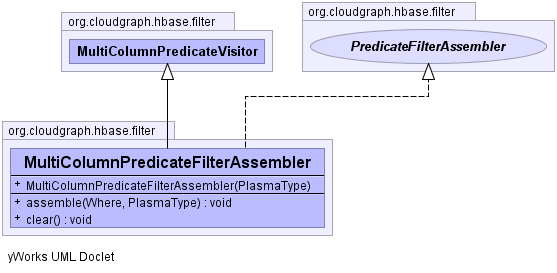 org.cloudgraph.hbase.filter
MultiColumnPredicateVisitor
org.cloudgraph.hbase.filter
PredicateFilterAssembler
org.cloudgraph.hbase.filter
MultiColumnPredicateFilterAssembler
+ MultiColumnPredicateFilterAssembler(PlasmaType)
+ assemble(Where, PlasmaType) : void
+ clear() : void
yWorks UML Doclet